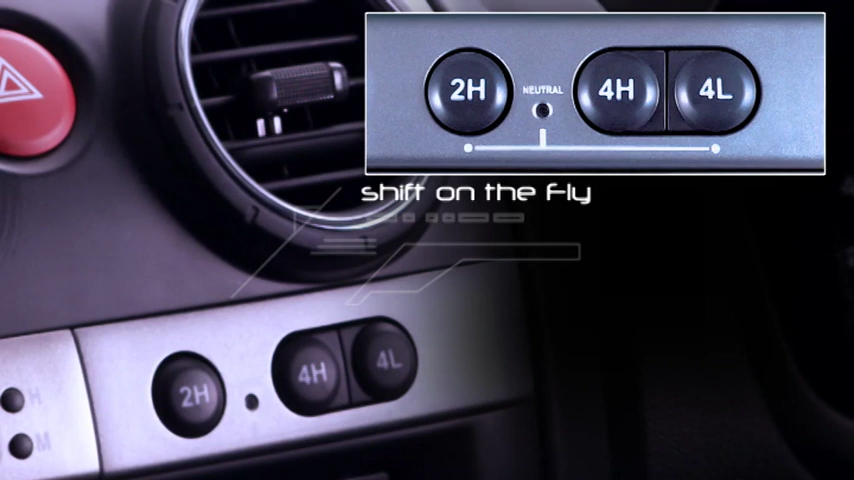 2H NEUTRAL 4H 4L
shift on the fly
2H 4H 4L
H
M